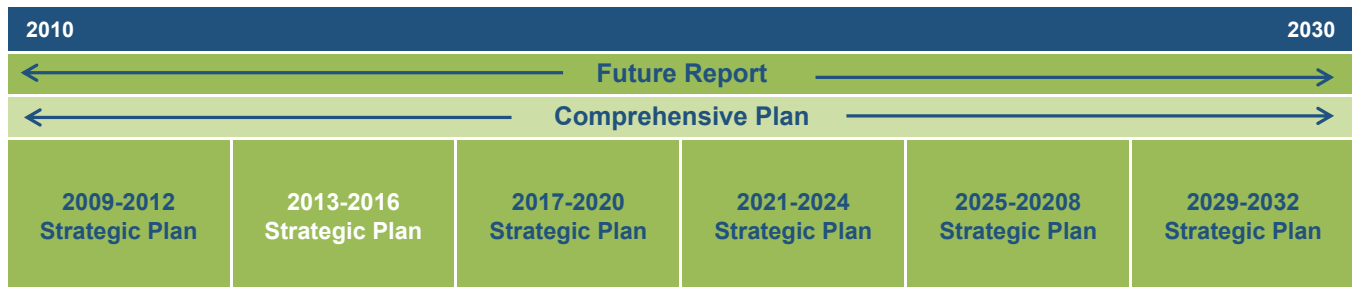 2010 2030
Future Report
Comprehensive Plan
2009-2012
Strategic Plan
2013-2016
Strategic Plan
2017-2020
Strategic Plan
2021-2024
Strategic Plan
2025-20208
Strategic Plan
2029-2032
Strategic Plan